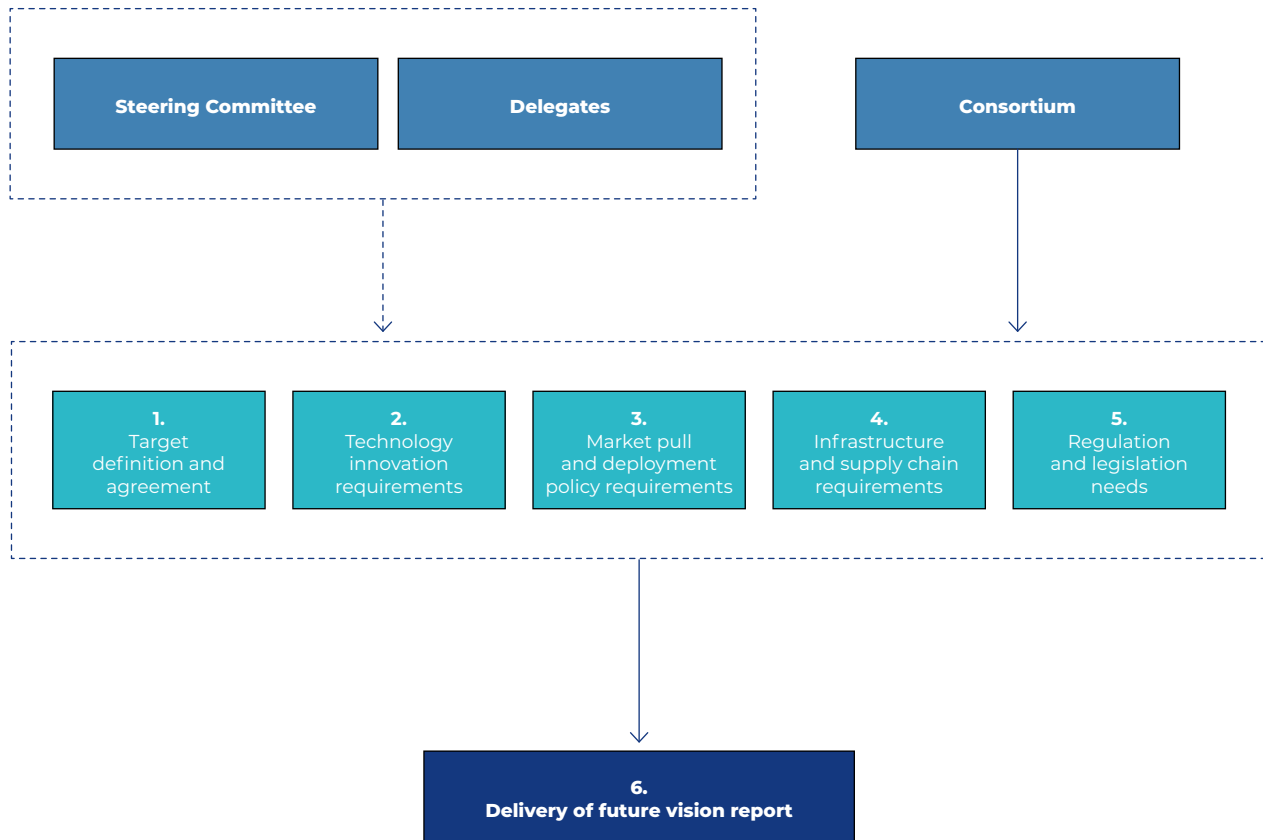 Steering Committee
Delegates
Consortium
1.
Target
definition and
agreement
2.
Technology
innovation
requirements
3.
Market pull
and deployment
policy requirements
4.
Infrastructure
and supply chain
requirements
5.
Regulation
and legislation
needs
6.
Delivery of future vision report